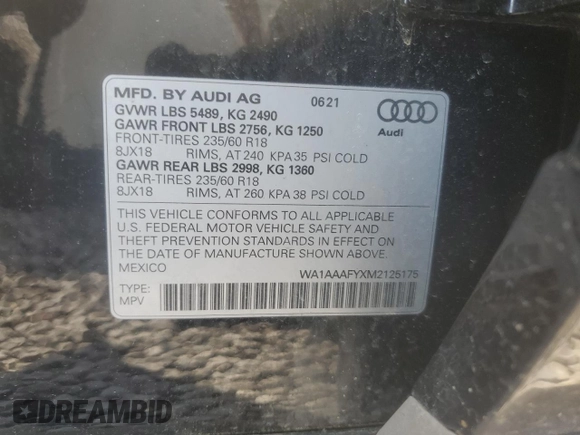 MFD. BY AUDI AG 06 21
GVWR LBS 5489, KG 2490
GAWR FRONT LBS 2756, KG 1250
FRONT-TIRES 235/60 R18
8JX18 RIMS, AT 240 KPA 35 PSI COLD
GAWR REAR LBS 2998, KG 1360
REAR-TIRES 235/60 R18
8JX18 RIMS, AT 260 KPA 38 PSI COLD
Audi
THIS VEHICLE CONFORMS TO ALL APPLICABLE
U.S. FEDERAL MOTOR VEHICLE SAFETY AND
THEFT PREVENTION STANDARDS IN EFFECT ON
THE DATE OF MANUFACTURE SHOWN ABOVE.
MEXICO WA1AAAFYXM2125175
TYPE:
MPV
DREAMBID